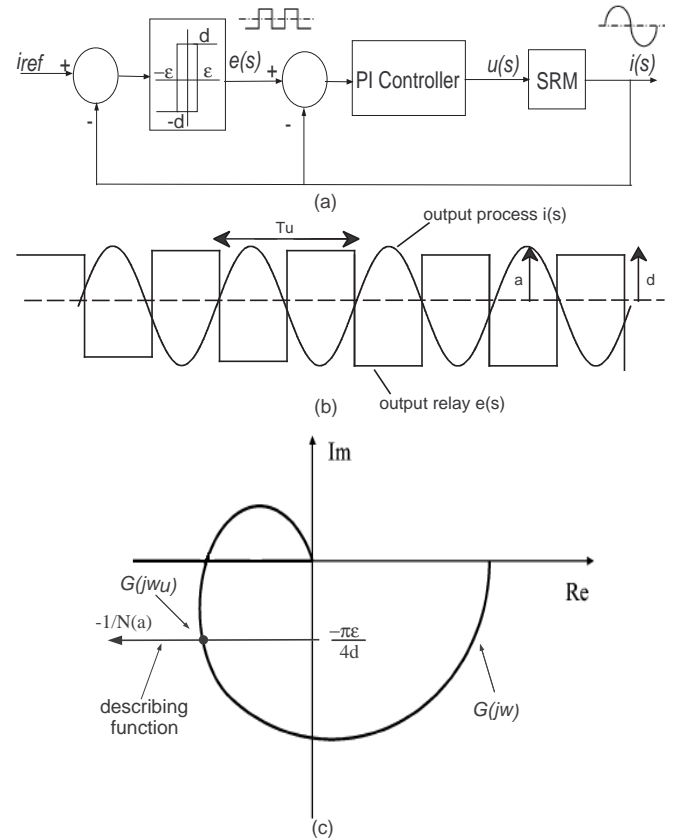 iref
+
-
d
-ε
ε
-d
e(s)
+
-
PI Controller
u(s)
SRM
i(s)
(a)
Tu
output process i(s)
a
d
output relay e(s)
(b)
Im
Re
G(jwu)
-1/N(a)
−πε
4d
describing
function
G(jw)
(c)